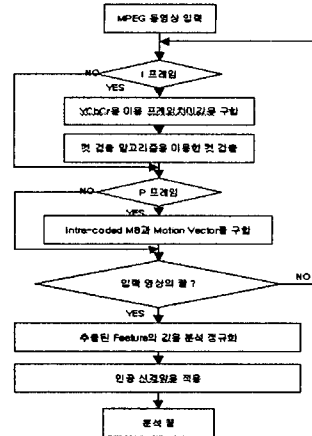 MPEG 동영상 입력
I 프레임
NO
YES
YCbCr을 이용 프레임차이값을 구함
컷 검출 알고리즘을 이용한 컷 검출
P 프레임
NO
YES
Intra-coded MB과 Motion Vector를 구함
입력 영상의 끝 ?
NO
YES
추출된 Feature의 값을 분석 정규화
인공 신경망을 적용
분석 끝